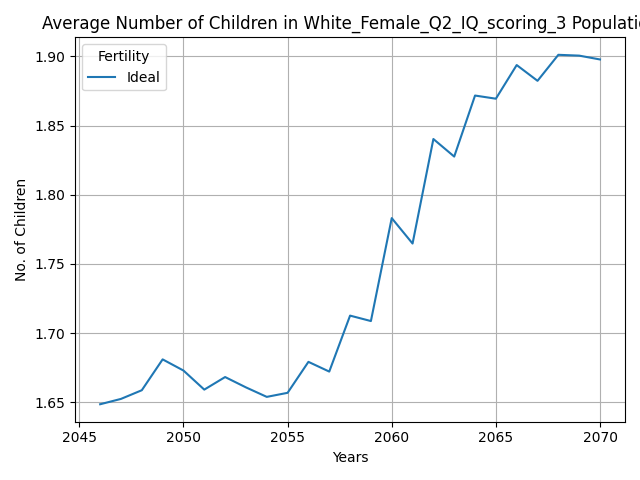 Average Number of Children in White_Female_Q2_IQ_scoring_3 Populatio
Fertility
Ideal
1.90
1.85
1.80
1.75
1.70
1.65
No. of Children
2045
2050
2055
2060
2065
2070
Years